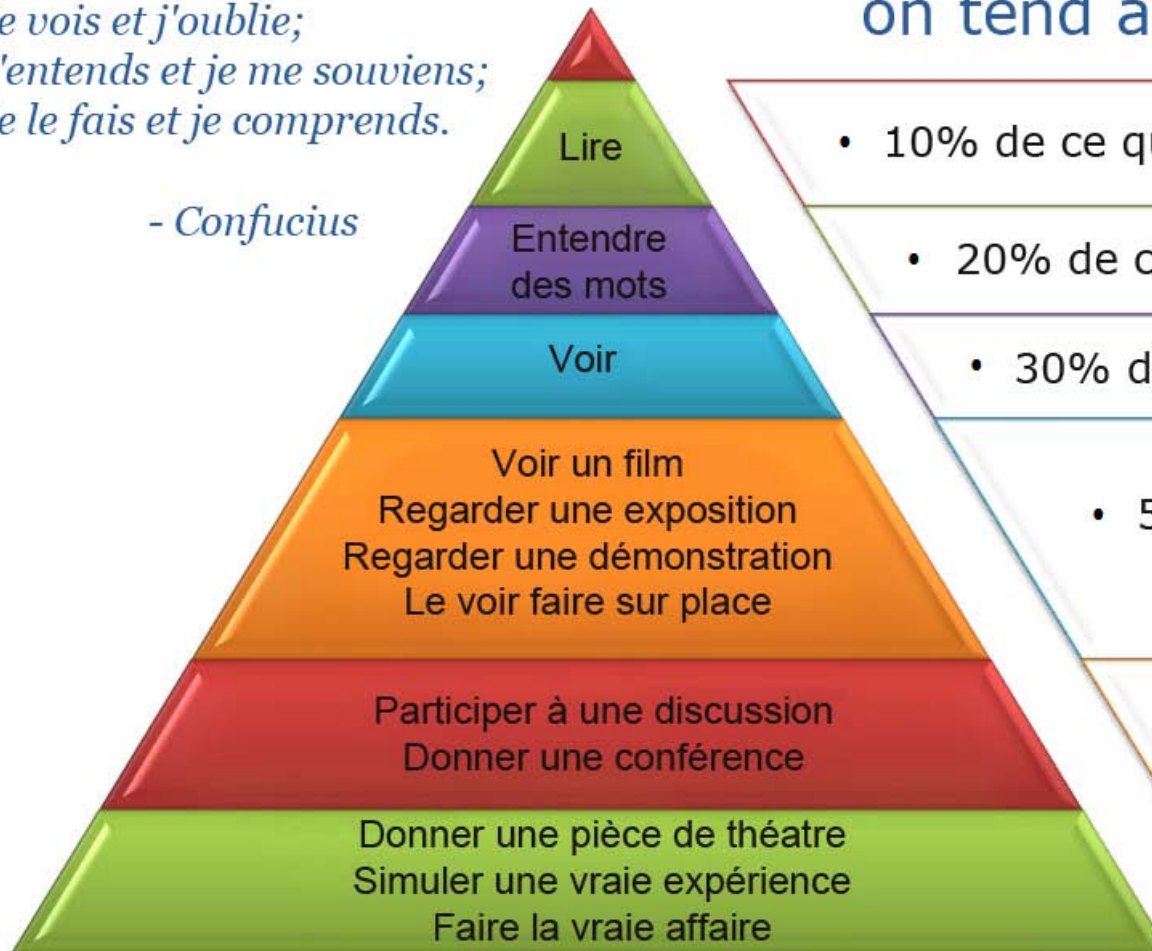 e vois et j'oublie;
'entends et je me souviens;
e le fais et je comprends.
- Confucius
on tend à
Lire
Entendre
des mots
Voir
Voir un film
Regarder une exposition
Regarder une démonstration
Le voir faire sur place
Participer à une discussion
Donner une conférence
Donner une pièce de théatre
Simuler une vraie expérience
Faire la vraie affaire
• 10% de ce qu
• 20% de c
• 30% d
• 5